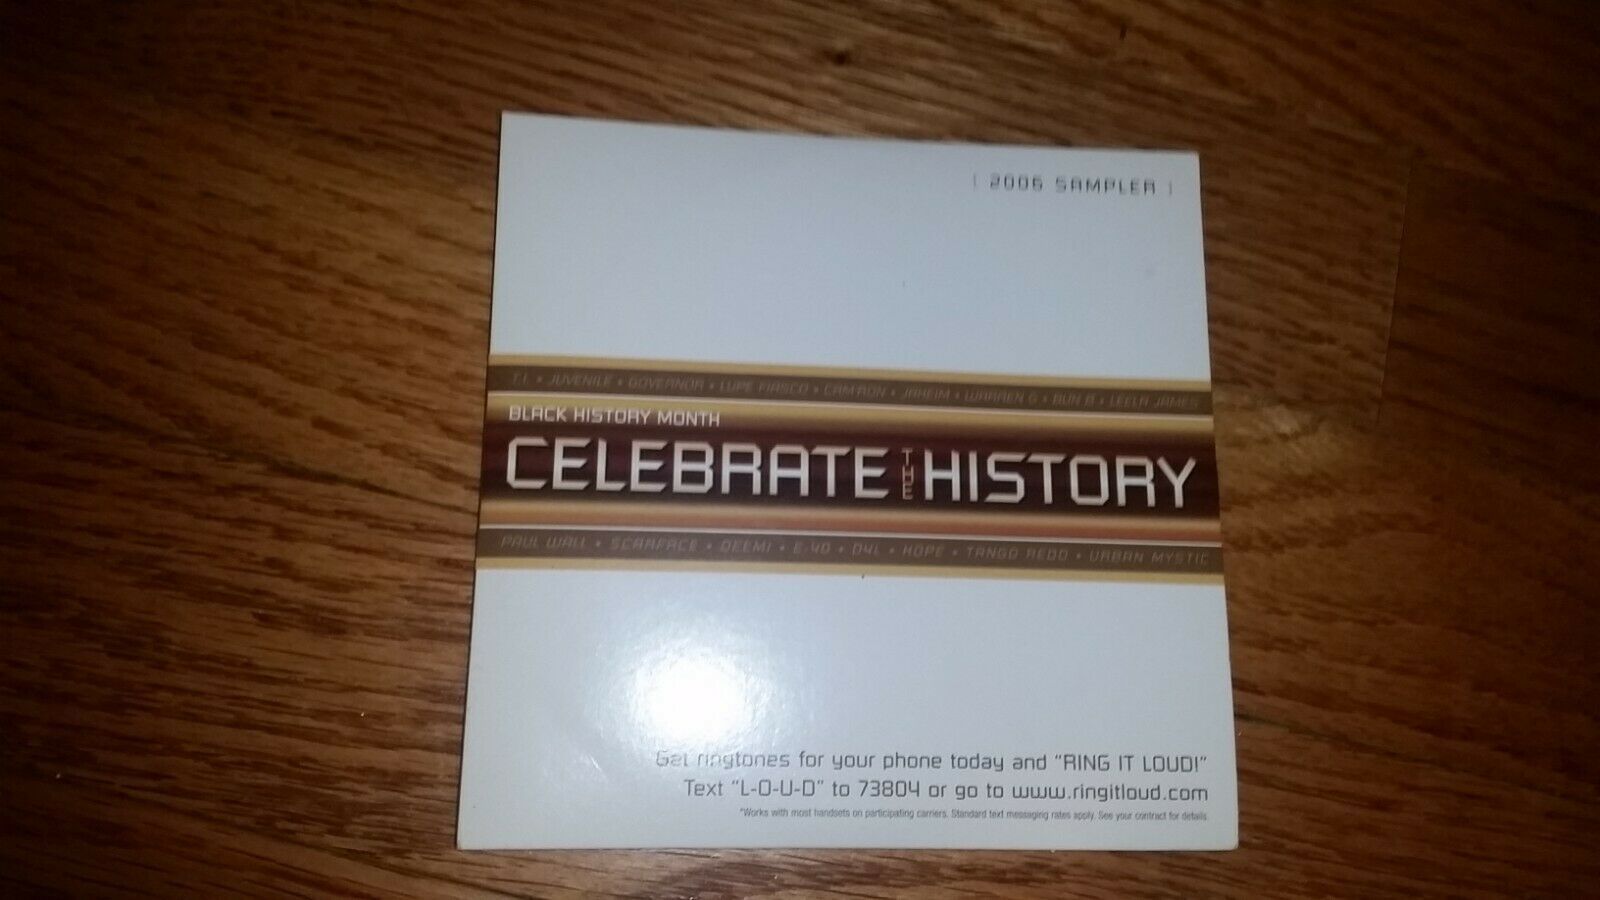 [ 2006 SAMPLER ]
T.I. • JUVENILE • GOVERNOR • LUPE FIASCO • CAM'RON • JAHEIM • WARREN G • BUN B • LEELA JAMES
BLACK HISTORY MONTH
CELEBRATE THE HISTORY
PAUL WALL • SCARFACE • DEEMI • E-40 • D4L • HOPE • TANGO REDD • URBAN MYSTIC
Get ringtones for your phone today and "RING IT LOUD!"
Text "L-O-U-D" to 73804 or go to www.ringitloud.com
*Works with most handsets on participating carriers. Standard text messaging rates apply. See your contract for details.